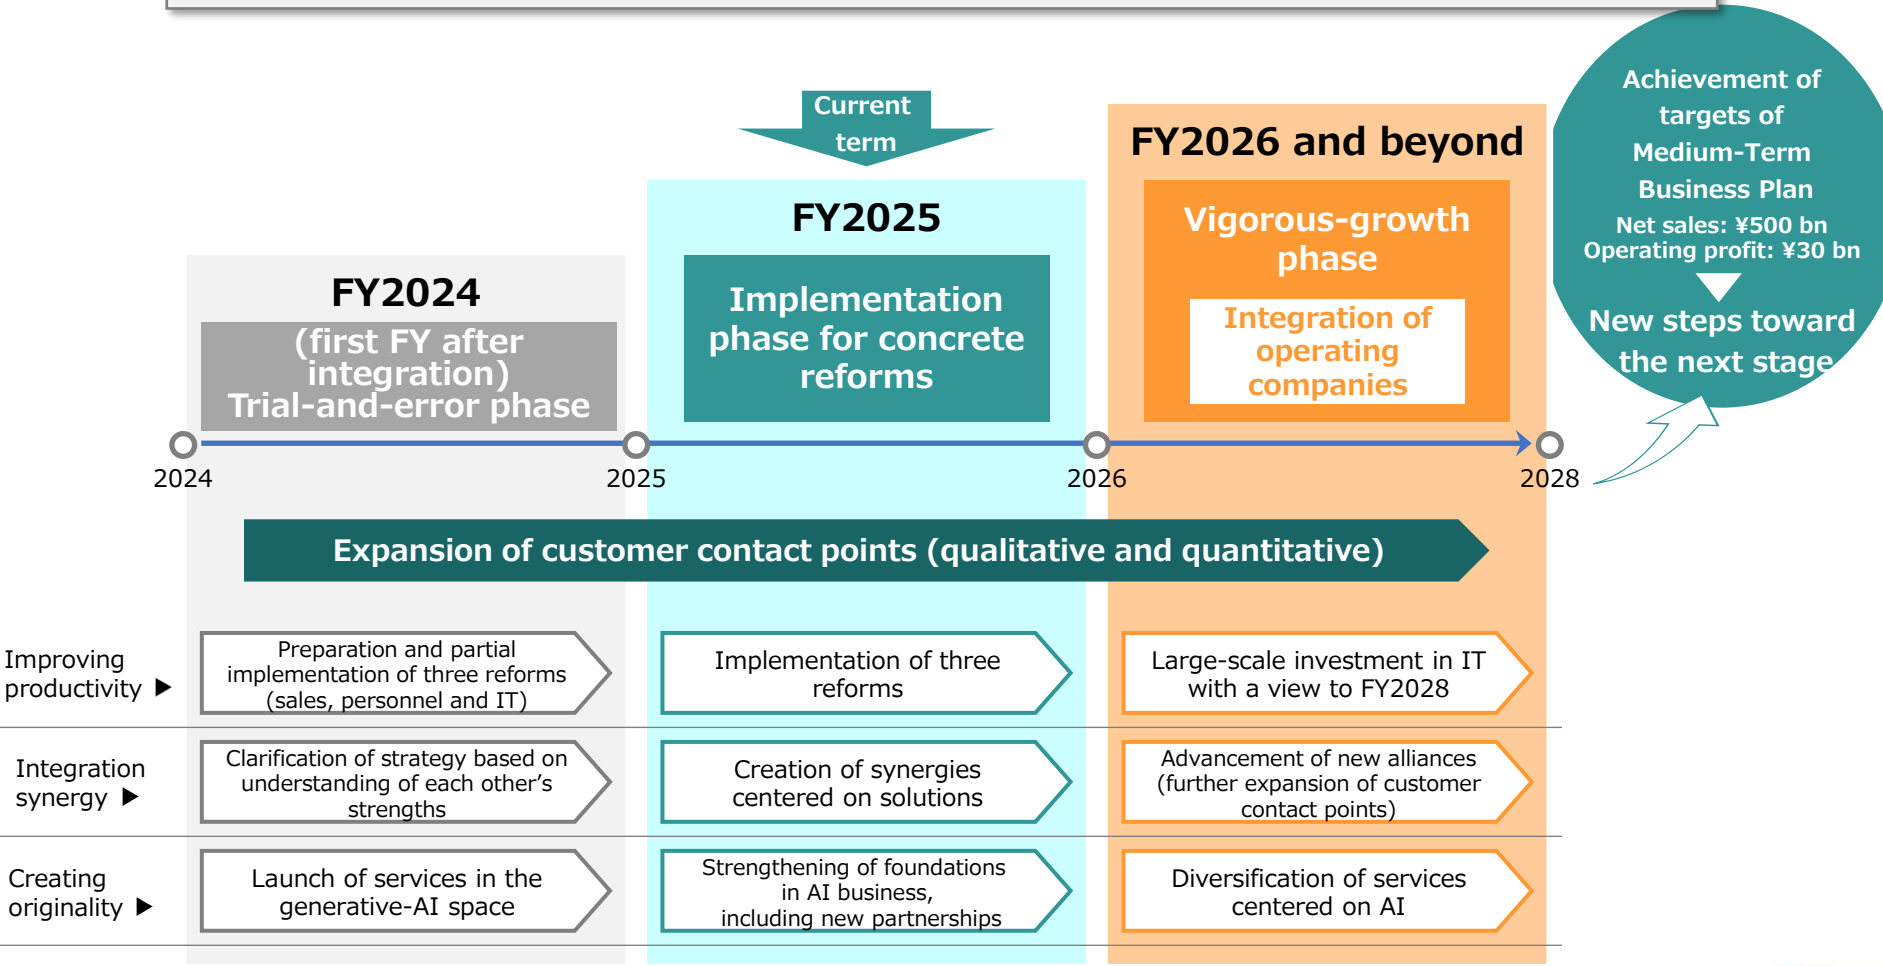 Current
term
FY2026 and beyond
Vigorous-growth
phase
Integration of
operating
companies
FY2025
Implementation
phase for concrete
reforms
FY2024
(first FY after
integration)
Trial-and-error phase
Achievement of
targets of
Medium-Term
Business Plan
Net sales: ¥500 bn
Operating profit: ¥30 bn
New steps toward
the next stage
2024
2025
2026
2028
Expansion of customer contact points (qualitative and quantitative)
Improving
productivity ▶
Preparation and partial
implementation of three reforms
(sales, personnel and IT)
Implementation of three
reforms
Large-scale investment in IT
with a view to FY2028
Integration
synergy ▶
Clarification of strategy based on
understanding of each other’s
strengths
Creation of synergies
centered on solutions
Advancement of new alliances
(further expansion of customer
contact points)
Creating
originality ▶
Launch of services in the
generative-AI space
Strengthening of foundations
in AI business,
including new partnerships
Diversification of services
centered on AI